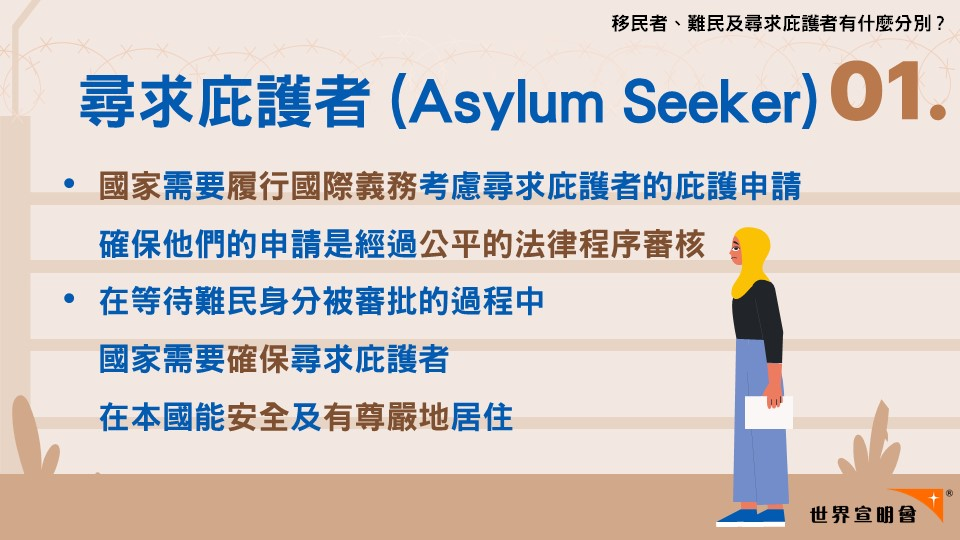 移民者、難民及尋求庇護者有什麼分別？
尋求庇護者 (Asylum Seeker) 01.
• 國家需要履行國際義務考慮尋求庇護者的庇護申請
確保他們的申請是經過公平的法律程序審核
• 在等待難民身分被審批的過程中
國家需要確保尋求庇護者
在本國能安全及有尊嚴地居住
世界宣明會®